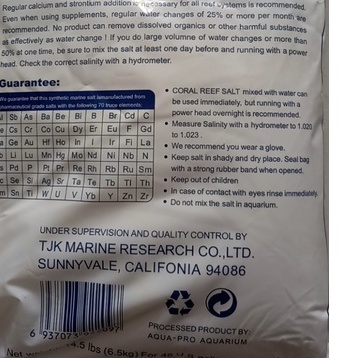 Regular calcium and strontium addition is necessary for all reef systems is recommended.
Even when using supplements, regular water changes of 25% or more per month are
recommended. No product can remove dissolved organics or other harmful substances
as effectively as water change ! If you do large volumne of water changes or more than
50% at one time, be sure to mix the salt at least one day before and running with a power
head. Check the correct salinity with a hydrometer.
Guarantee:
We guarantee that this synthetic marine salt ismanufactured from
pharmaceutical grade salts with the following 70 trace elements:
Sb As Ba Be Bi B Br Cd C
Cs Cr Co Cu Dy Er Eu F Gd
Ge Au Hf Ho In I Ir Fi La
Li Lu Mn Hg Mo Nd Ni Nb N
Pd P Pt Pr Re Rh Rb Ru Sm
Se Si Ag Sr Ta Te Tb Tl Th
Sn Ti W U V Yb Y Zn Zr
• CORAL REEF SALT mixed with water can
be used immediately, but running with a
power head overnight is recommended.
• Measure Salinity with a hydrometer to 1.020
to 1.023 .
• We recommend you wear a glove.
• Keep salt in shady and dry place. Seal bag
with a strong rubber band when opened.
• Keep out of children
• In case of contact with eyes rinse immediately.
• Do not mix the salt in aquarium.
UNDER SUPERVISION AND QUALITY CONTROL BY
TJK MARINE RESEARCH CO.,LTD.
SUNNYVALE, CALIFONIA 94086
6 937073
PROCESSED PRODUCT BY:
AQUA-PRO AQUARIUM
14.5 lbs (6.5kg) For